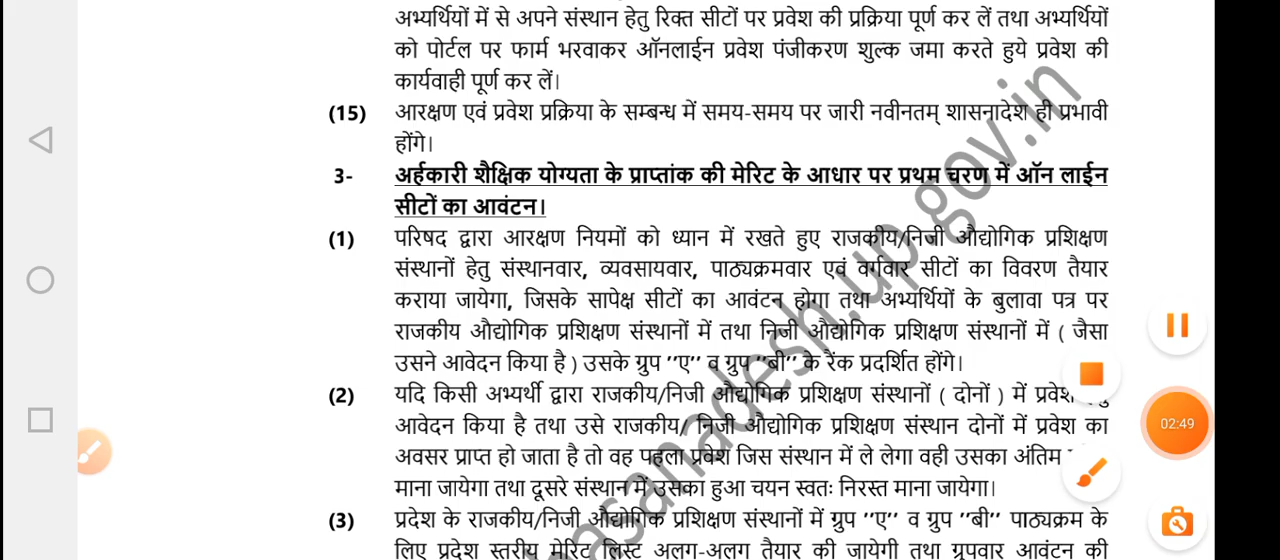 अभ्यर्थियों में से अपने संस्थान हेतु रिक्त सीटों पर प्रवेश की प्रक्रिया पूर्ण कर लें तथा अभ्यर्थियों
को पोर्टल पर फार्म भरवाकर ऑनलाईन प्रवेश पंजीकरण शुल्क जमा करते हुये प्रवेश की
कार्यवाही पूर्ण कर लें।
(15) आरक्षण एवं प्रवेश प्रक्रिया के सम्बन्ध में समय-समय पर जारी नवीनतम् शासनादेश ही प्रभावी
होंगे।
3- अर्हकारी शैक्षिक योग्यता के प्राप्तांक की मेरिट के आधार पर प्रथम चरण में ऑन लाईन
सीटों का आवंटन।
(1) परिषद द्वारा आरक्षण नियमों को ध्यान में रखते हुए राजकीय/निजी औद्योगिक प्रशिक्षण
संस्थानों हेतु संस्थानवार, व्यवसायवार, पाठ्यक्रमवार एवं वर्गवार सीटों का विवरण तैयार
कराया जायेगा, जिसके सापेक्ष सीटों का आवंटन होगा तथा अभ्यर्थियों के बुलावा पत्र पर
राजकीय औद्योगिक प्रशिक्षण संस्थानों में तथा निजी औद्योगिक प्रशिक्षण संस्थानों में ( जैसा
उसने आवेदन किया है ) उसके ग्रुप ’’ए’’ व ग्रुप ’’बी’’ के रैंक प्रदर्शित होंगे।
(2) यदि किसी अभ्यर्थी द्वारा राजकीय/निजी औद्योगिक प्रशिक्षण संस्थानों ( दोनों ) में प्रवेश
आवेदन किया है तथा उसे राजकीय/ निजी औद्योगिक प्रशिक्षण संस्थान दोनों में प्रवेश का
अवसर प्राप्त हो जाता है तो वह पहला प्रवेश जिस संस्थान में ले लेगा वही उसका अंतिम
माना जायेगा तथा दूसरे संस्थान में उसका हुआ चयन स्वतः निरस्त माना जायेगा।
(3) प्रदेश के राजकीय/निजी औद्योगिक प्रशिक्षण संस्थानों में ग्रुप ’’ए’’ व ग्रुप ’’बी’’ पाठ्यक्रम के
लिए प्रदेश स्तरीय मेरिट लिस्ट अलग-अलग तैयार की जायेगी तथा ग्रुपवार आवंटन की
basanadesh.up.gov.in
02:49